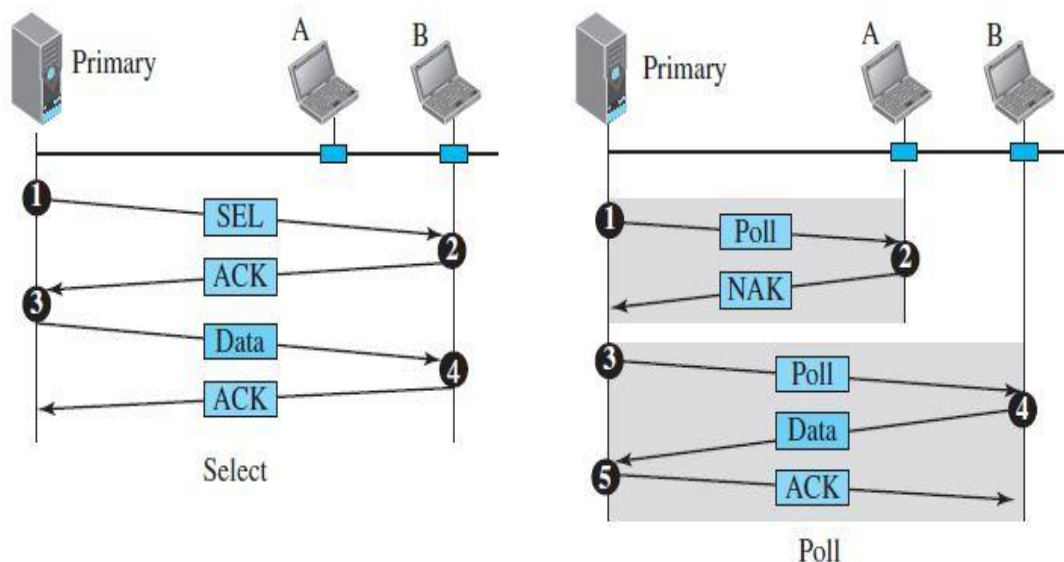 Primary
A
B
1
SEL
2
ACK
3
Data
4
ACK
Select
Primary
A
B
1
Poll
2
NAK
3
Poll
4
Data
5
ACK
Poll